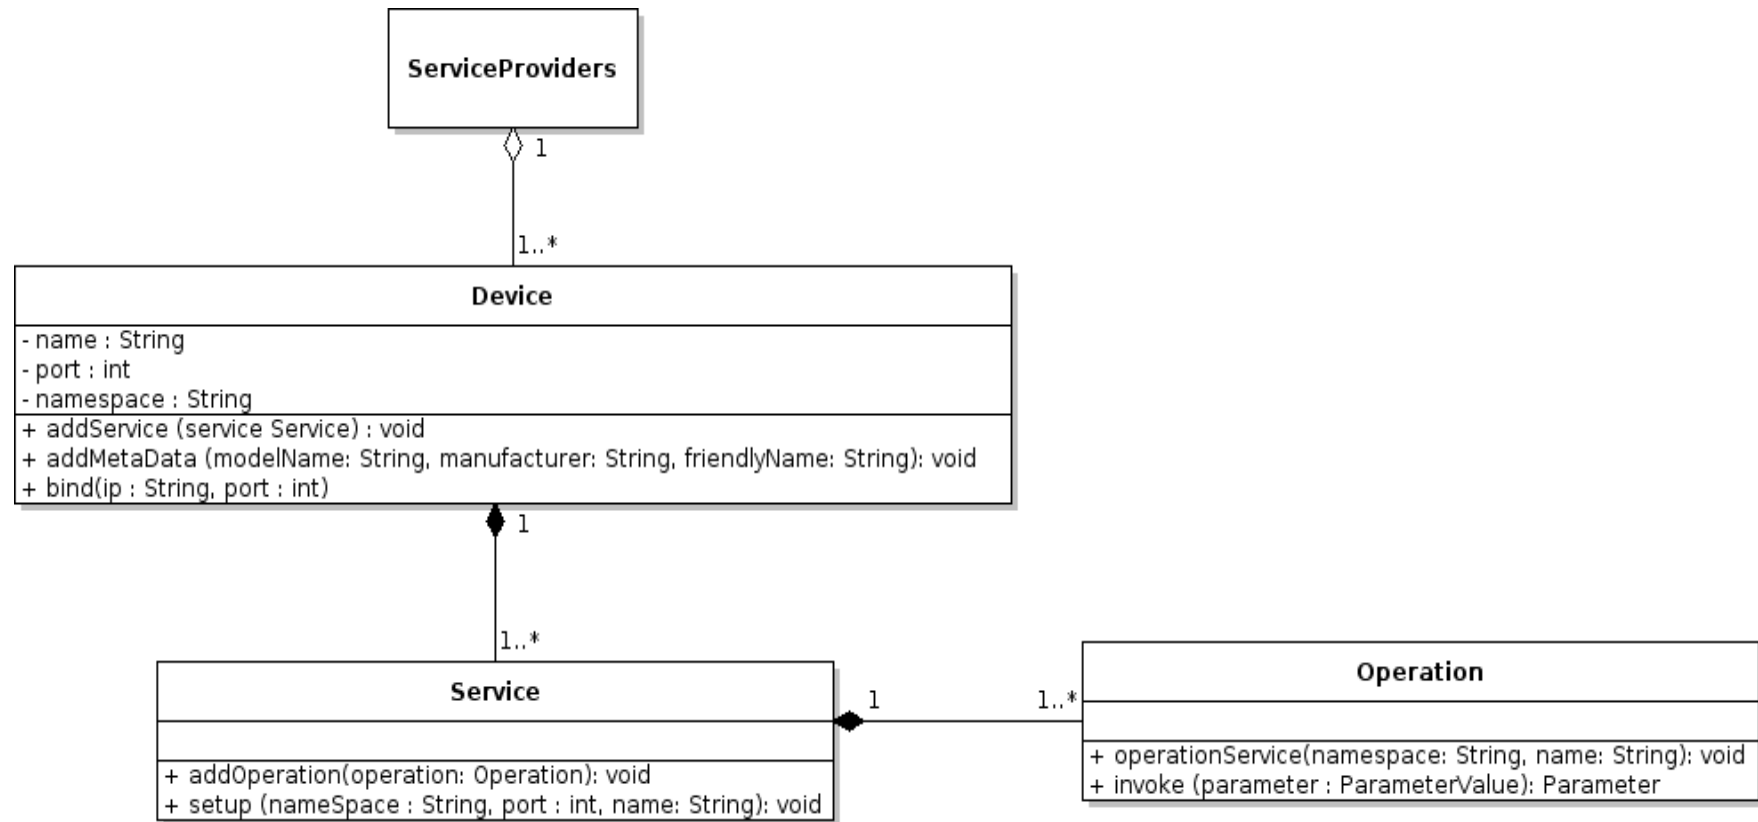 ServiceProviders
1
1..*
Device
- name : String
- port : int
- namespace : String
+ addService (service Service) : void
+ addMetaData (modelName: String, manufacturer: String, friendlyName: String): void
+ bind(ip : String, port : int)
1
1..*
Service
1
1..*
+ addOperation(operation: Operation): void
+ setup (nameSpace : String, port : int, name: String): void
Operation
+ operationService(namespace: String, name: String): void
+ invoke (parameter : ParameterValue): Parameter